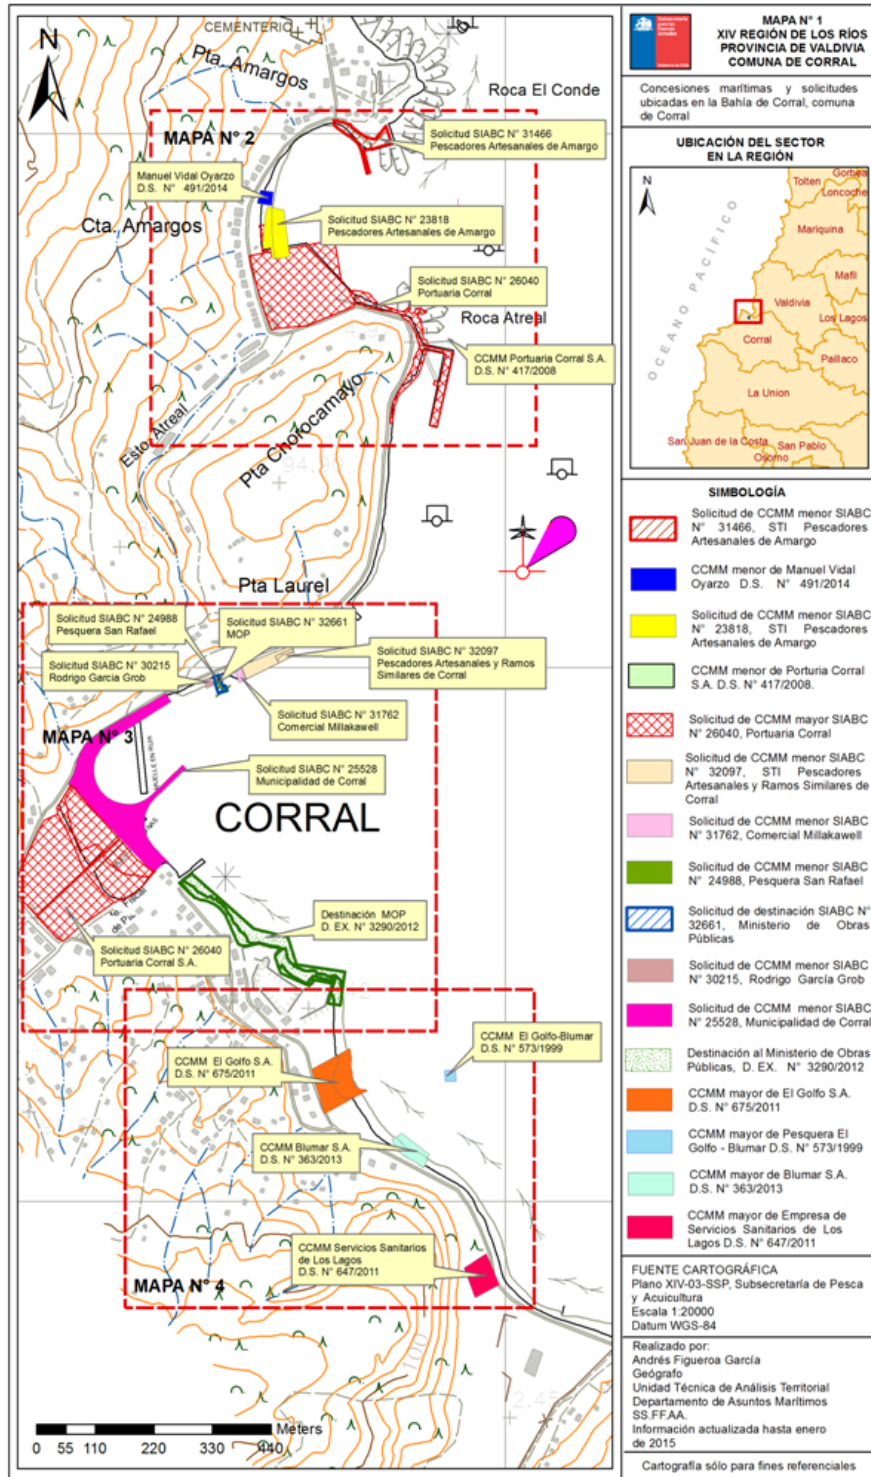 CEMENTERIO
N
Pta. Amargos
Roca El Conde
MAPA N° 2
Solicitud SIABC N° 31466
Pescadores Artesanales de Amargo
Manuel Vidal Oyarzo
D.S. N° 491/2014
Cta. Amargos
Solicitud SIABC N° 23818
Pescadores Artesanales de Amargo
Solicitud SIABC N° 26040
Portuaria Corral
Roca Atreal
CCMM Portuaria Corral S.A.
D.S. N° 417/2008
Esto. Atreal
Pta Chorocamayo
94.90
Pta Laurel
Solicitud SIABC N° 24988
Pesquera San Rafael
Solicitud SIABC N° 32661
MOP
Solicitud SIABC N° 30215
Rodrigo Garcia Grob
Solicitud SIABC N° 32097
Pescadores Artesanales y Ramos
Similares de Corral
Solicitud SIABC N° 31762
Comercial Millakawell
MAPA N° 3
MUELLE EN RUIN
Solicitud SIABC N° 25528
Municipalidad de Corral
CORRAL
Destinación MOP
D. EX. N° 3290/2012
Solicitud SIABC N° 26040
Portuaria Corral S.A.
CCMM El Golfo-Blumar
D.S. N° 573/1999
CCMM El Golfo S.A.
D.S. N° 675/2011
CCMM Blumar S.A.
D.S. N° 363/2013
CCMM Servicios Sanitarios
de Los Lagos
D.S. N° 647/2011
MAPA N° 4
100
2.45
Meters
0 55 110 220 330 440
MAPA N° 1
XIV REGIÓN DE LOS RÍOS
PROVINCIA DE VALDIVIA
COMUNA DE CORRAL
Concesiones marítimas y solicitudes
ubicadas en la Bahía de Corral, comuna
de Corral
UBICACIÓN DEL SECTOR
EN LA REGIÓN
N
OCEANO PACÍFICO
Tolten
Gorbea
Loncoche
Mariquina
Mafil
Valdivia
Los Lagos
Corral
Paillaco
La Union
San Juan de la Costa
San Pablo
Osorno
SIMBOLOGÍA
Solicitud de CCMM menor SIABC
N° 31466, STI Pescadores
Artesanales de Amargo
CCMM menor de Manuel Vidal
Oyarzo D.S. N° 491/2014
Solicitud de CCMM menor SIABC
N° 23818, STI Pescadores
Artesanales de Amargo
CCMM menor de Porturia Corral
S.A. D.S. N° 417/2008.
Solicitud de CCMM mayor SIABC
N° 26040, Portuaria Corral
Solicitud de CCMM menor SIABC
N° 32097, STI Pescadores
Artesanales y Ramos Similares de
Corral
Solicitud de CCMM menor SIABC
N° 31762, Comercial Millakawell
Solicitud de CCMM menor SIABC
N° 24988, Pesquera San Rafael
Solicitud de destinación SIABC N°
32661, Ministerio de Obras
Públicas
Solicitud de CCMM menor SIABC
N° 30215, Rodrigo García Grob
Solicitud de CCMM menor SIABC
N° 25528, Municipalidad de Corral
Destinación al Ministerio de Obras
Públicas, D. EX. N° 3290/2012
CCMM mayor de El Golfo S.A.
D.S. N° 675/2011
CCMM mayor de Pesquera El
Golfo - Blumar D.S. N° 573/1999
CCMM mayor de Blumar S.A.
D.S. N° 363/2013
CCMM mayor de Empresa de
Servicios Sanitarios de Los
Lagos D.S. N° 647/2011
FUENTE CARTOGRÁFICA
Plano XIV-03-SSP, Subsecretaría de Pesca
y Acuicultura
Escala 1:20000
Datum WGS-84
Realizado por:
Andrés Figueroa García
Geógrafo
Unidad Técnica de Análisis Territorial
Departamento de Asuntos Marítimos
SS.FF.AA.
Información actualizada hasta enero
de 2015
Cartografía sólo para fines referenciales